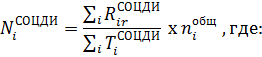 N_i^СОЦДИ = ∑_i R_ir^СОЦДИ / ∑_i T_i^СОЦДИ х n_i^общ , где: